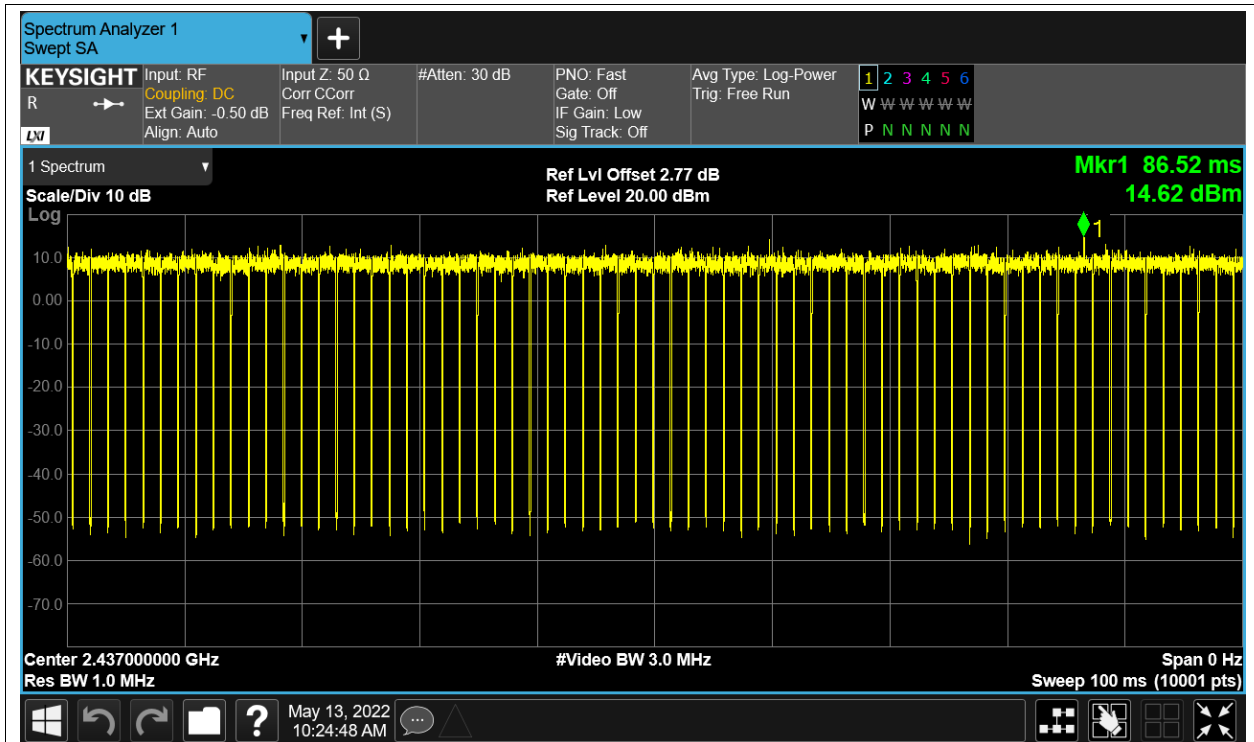 Spectrum Analyzer 1
Swept SA
KEYSIGHT
R
LXI
Input: RF
Coupling: DC
Ext Gain: -0.50 dB
Align: Auto
Input Z: 50 Ω
Corr CCorr
Freq Ref: Int (S)
#Atten: 30 dB
PNO: Fast
Gate: Off
IF Gain: Low
Sig Track: Off
Avg Type: Log-Power
Trig: Free Run
1 2 3 4 5 6
W W W W W W
P N N N N N
1 Spectrum
Scale/Div 10 dB
Ref Lvl Offset 2.77 dB
Ref Level 20.00 dBm
Mkr1 86.52 ms
14.62 dBm
Log
1
10.0
0.00
-10.0
-20.0
-30.0
-40.0
-50.0
-60.0
-70.0
Center 2.437000000 GHz
#Video BW 3.0 MHz
Span 0 Hz
Res BW 1.0 MHz
Sweep 100 ms (10001 pts)
?
May 13, 2022
10:24:48 AM